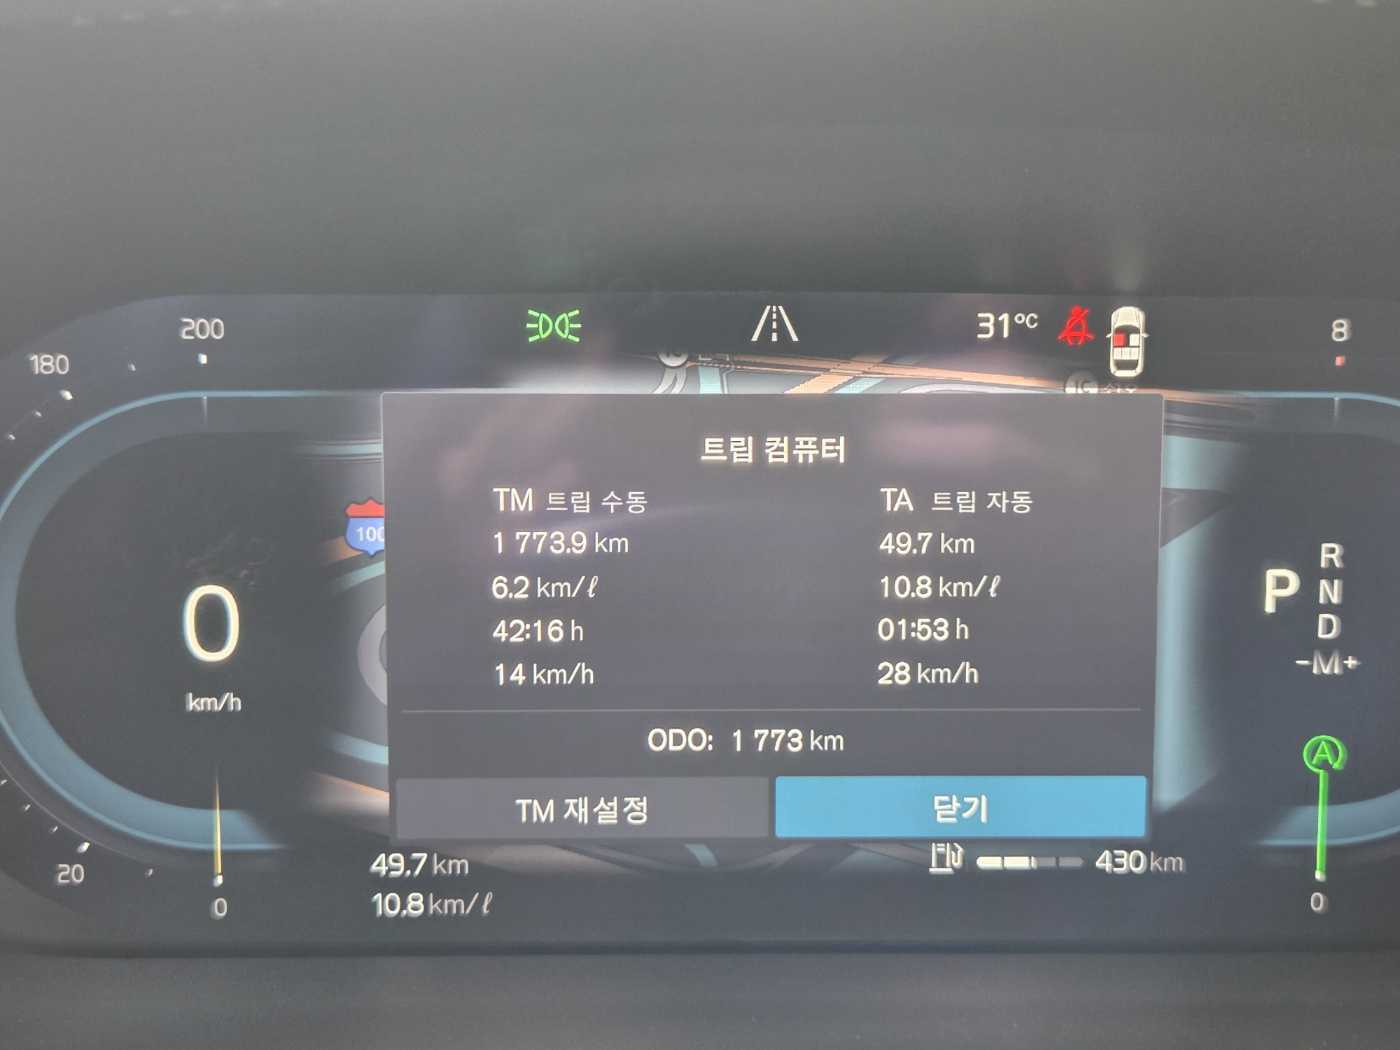 200
180
31°C
8
트립 컴퓨터
TM 트립 수동
TA 트립 자동
1 773.9 km
49.7 km
100
6.2 km/ℓ
10.8 km/ℓ
42:16 h
01:53 h
14 km/h
28 km/h
0
km/h
P
R
N
D
-M+
ODO: 1 773 km
TM 재설정
닫기
A
49.7 km
430 km
10.8 km/ℓ
20
0
0